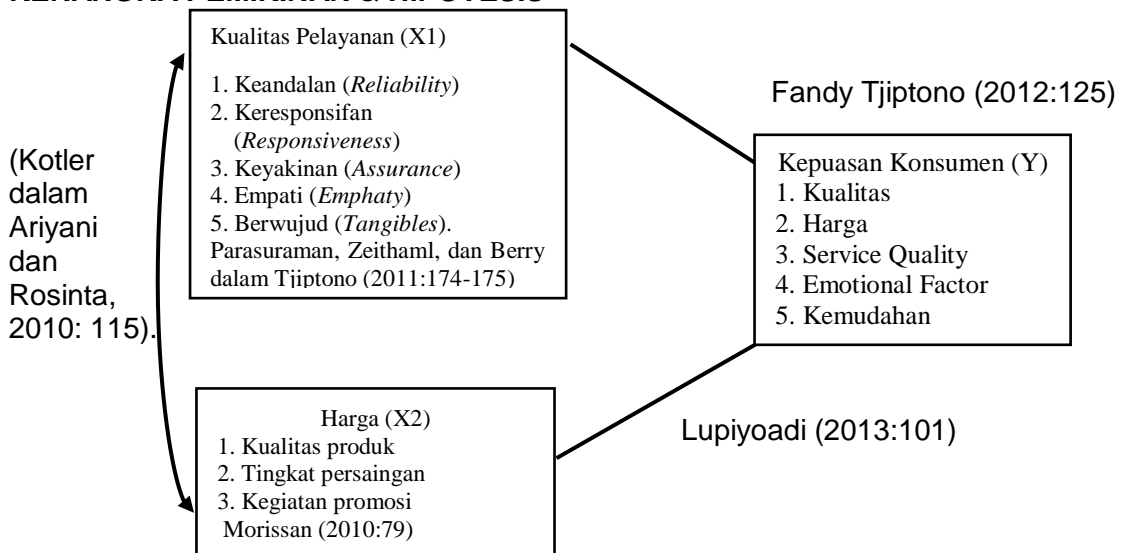 KERANGKA PEMIKIRAN & HIPOTESIS
Kualitas Pelayanan (X1)
1. Keandalan (Reliability)
2. Keresponsifan
(Responsiveness)
3. Keyakinan (Assurance)
4. Empati (Emphaty)
5. Berwujud (Tangibles).
Parasuraman, Zeithaml, dan Berry
dalam Tjiptono (2011:174-175)
(Kotler
dalam
Ariyani
dan
Rosinta,
2010: 115).
Fandy Tjiptono (2012:125)
Kepuasan Konsumen (Y)
1. Kualitas
2. Harga
3. Service Quality
4. Emotional Factor
5. Kemudahan
Harga (X2)
1. Kualitas produk
2. Tingkat persaingan
3. Kegiatan promosi
Morissan (2010:79)
Lupiyoadi (2013:101)